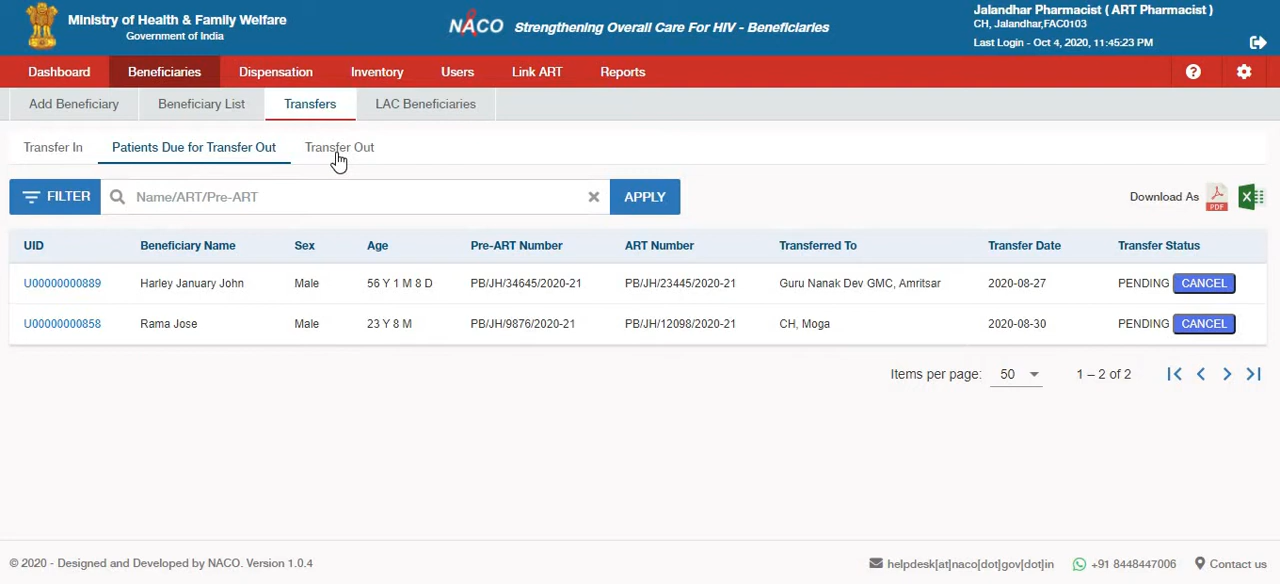 Ministry of Health & Family Welfare
Government of India
NACO Strengthening Overall Care For HIV - Beneficiaries
Jalandhar Pharmacist ( ART Pharmacist )
CH, Jalandhar,FAC0103
Last Login - Oct 4, 2020, 11:45:23 PM
Dashboard Beneficiaries Dispensation Inventory Users Link ART Reports
Add Beneficiary Beneficiary List Transfers LAC Beneficiaries
Transfer In Patients Due for Transfer Out Transfer Out
FILTER Name/ART/Pre-ART APPLY Download As PDF
UID Beneficiary Name Sex Age Pre-ART Number ART Number Transferred To Transfer Date Transfer Status
U00000000889 Harley January John Male 56 Y 1 M 8 D PB/JH/34645/2020-21 PB/JH/23445/2020-21 Guru Nanak Dev GMC, Amritsar 2020-08-27 PENDING CANCEL
U00000000858 Rama Jose Male 23 Y 8 M PB/JH/9876/2020-21 PB/JH/12098/2020-21 CH, Moga 2020-08-30 PENDING CANCEL
Items per page: 50 1 – 2 of 2
© 2020 - Designed and Developed by NACO. Version 1.0.4 helpdesk[at]naco[dot]gov[dot]in +91 8448447006 Contact us